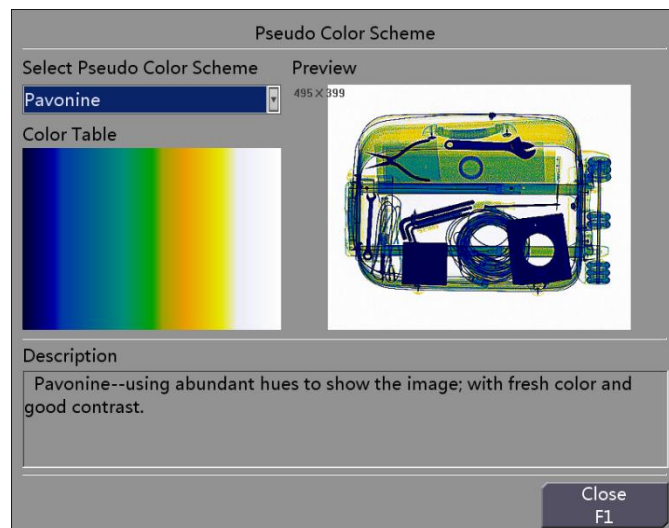 Pseudo Color Scheme
Select Pseudo Color Scheme
Preview
Pavonine
495×399
Color Table
Description
Pavonine--using abundant hues to show the image; with fresh color and
good contrast.
Close
F1